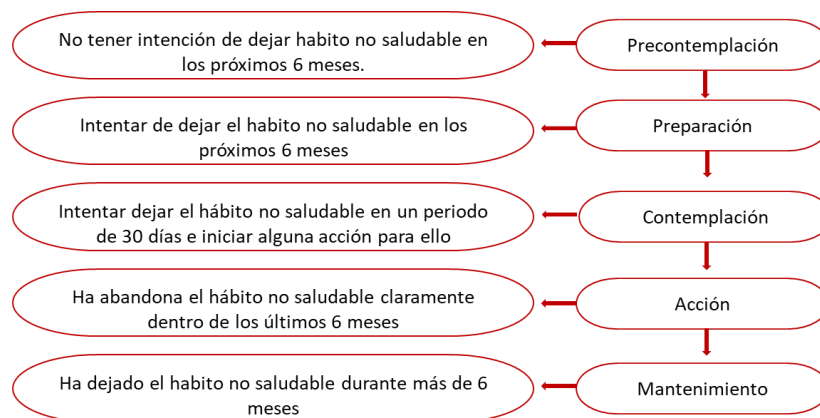 No tener intención de dejar habito no saludable en
los próximos 6 meses.
Precontemplación
Intentar de dejar el habito no saludable en los
próximos 6 meses
Preparación
Intentar dejar el hábito no saludable en un periodo
de 30 días e iniciar alguna acción para ello
Contemplación
Ha abandona el hábito no saludable claramente
dentro de los últimos 6 meses
Acción
Ha dejado el habito no saludable durante más de 6
meses
Mantenimiento